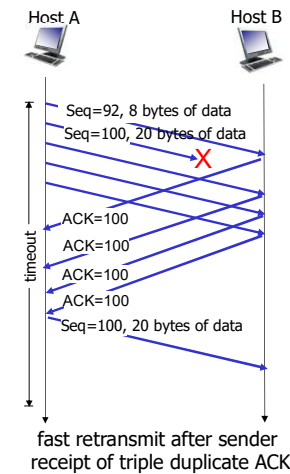 Host A
Host B
Seq=92, 8 bytes of data
Seq=100, 20 bytes of data
X
ACK=100
ACK=100
ACK=100
ACK=100
timeout
Seq=100, 20 bytes of data
fast retransmit after sender
receipt of triple duplicate ACK